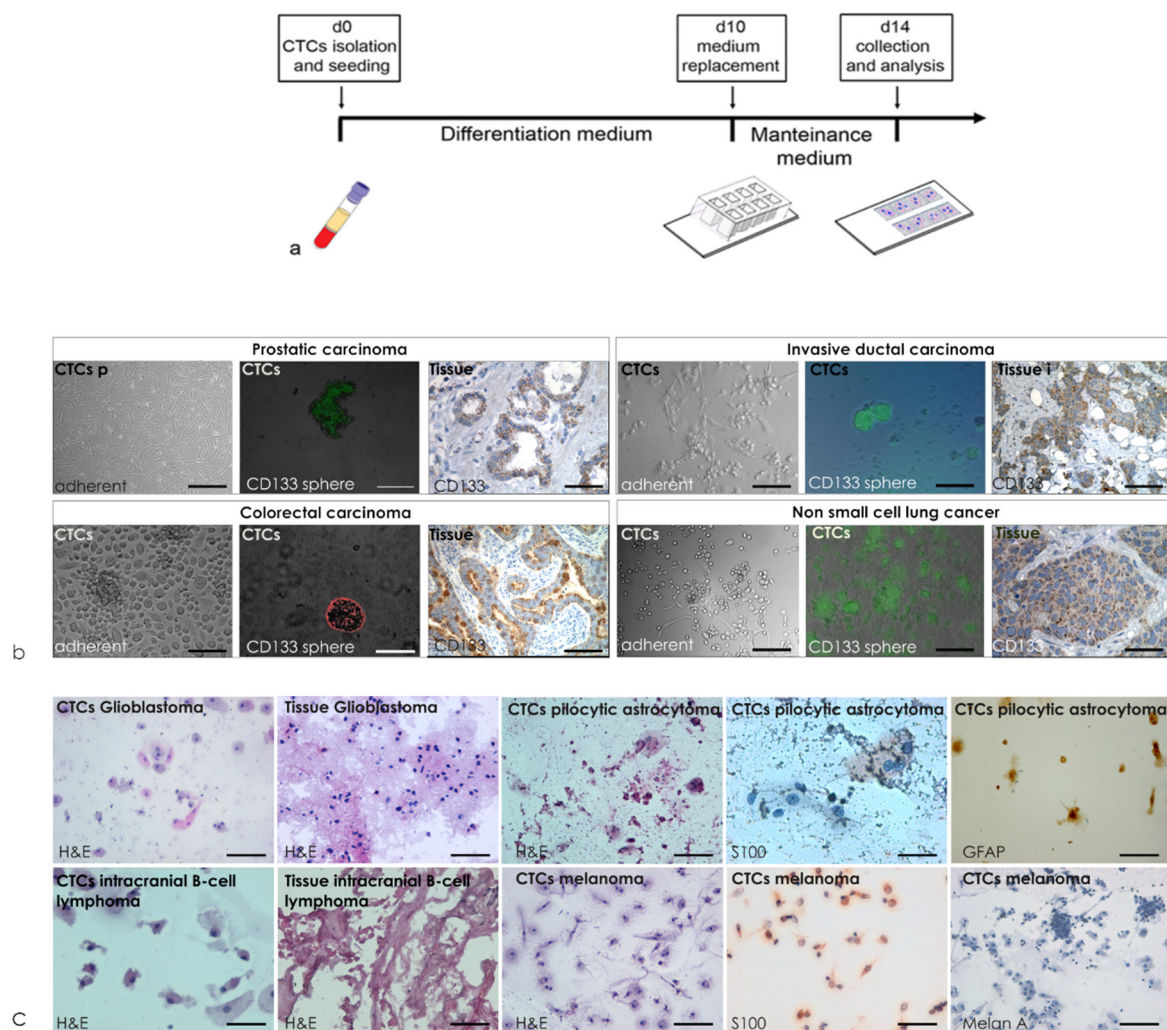 d0
CTCs isolation
and seeding
d10
medium
replacement
d14
collection
and analysis
Differentiation medium
Manteinance
medium
a
Prostatic carcinoma
CTCs p
adherent
CTCs
CD133 sphere
Tissue
CD133
Invasive ductal carcinoma
CTCs
adherent
CTCs
CD133 sphere
Tissue i
CD133
Colorectal carcinoma
CTCs
adherent
CTCs
CD133 sphere
Tissue
CD133
Non small cell lung cancer
CTCs
adherent
CTCs
CD133 sphere
Tissue
CD133
b
CTCs Glioblastoma
H&E
Tissue Glioblastoma
H&E
CTCs pilocytic astrocytoma
H&E
CTCs pilocytic astrocytoma
S100
CTCs pilocytic astrocytoma
GFAP
CTCs intracranial B-cell
lymphoma
H&E
Tissue intracranial B-cell
lymphoma
H&E
CTCs melanoma
H&E
CTCs melanoma
S100
CTCs melanoma
Melan A
C